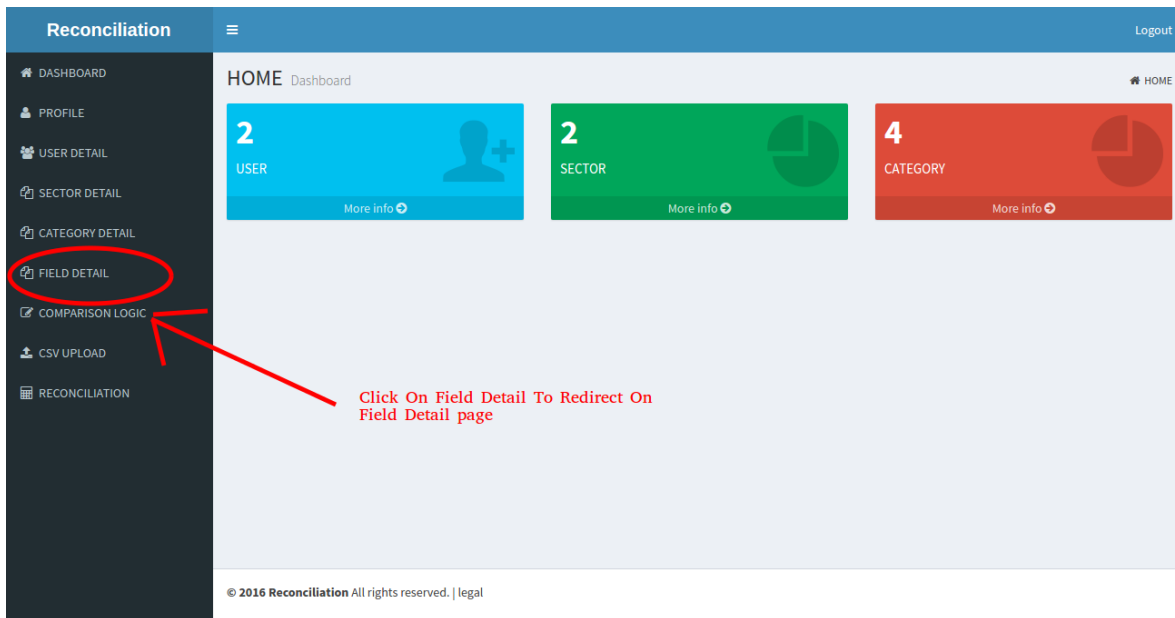 Reconciliation
Logout
DASHBOARD
PROFILE
USER DETAIL
SECTOR DETAIL
CATEGORY DETAIL
FIELD DETAIL
COMPARISON LOGIC
CSV UPLOAD
RECONCILIATION
HOME Dashboard
HOME
2
USER
More info
2
SECTOR
More info
4
CATEGORY
More info
Click On Field Detail To Redirect On
Field Detail page
© 2016 Reconciliation All rights reserved. | legal